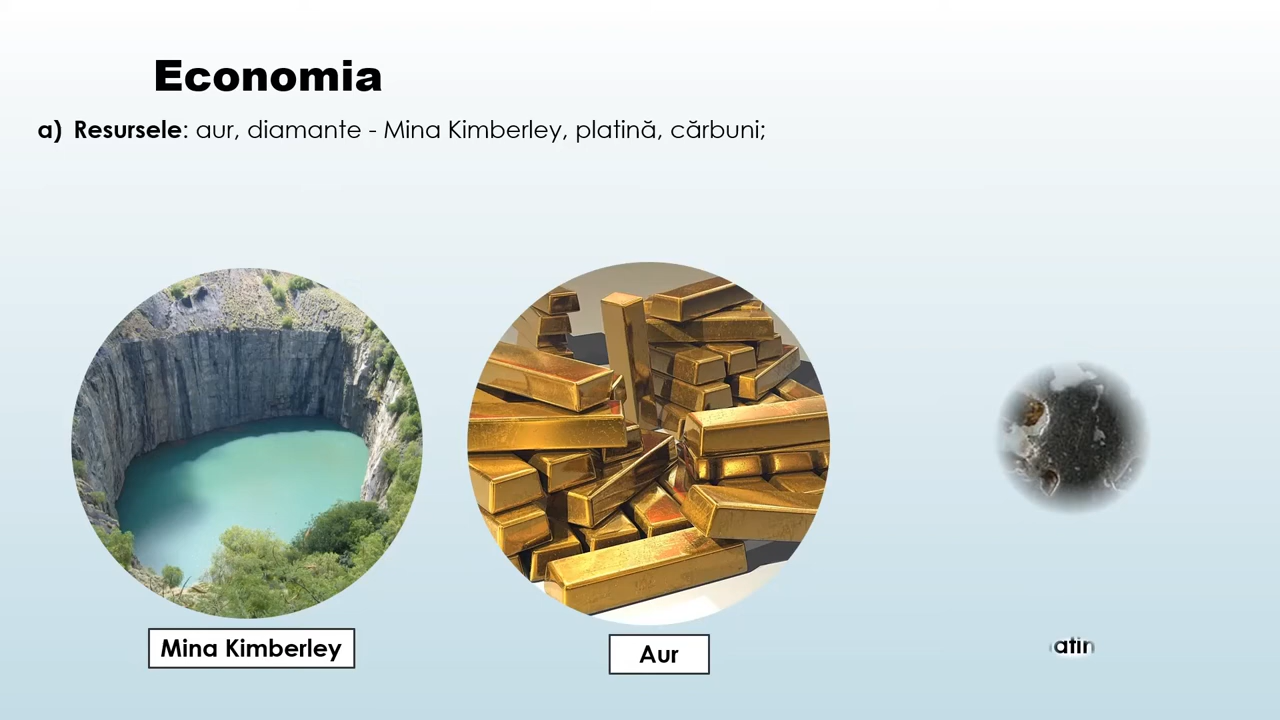 Economia
a) Resursele: aur, diamante - Mina Kimberley, platină, cărbuni;
Mina Kimberley
Aur